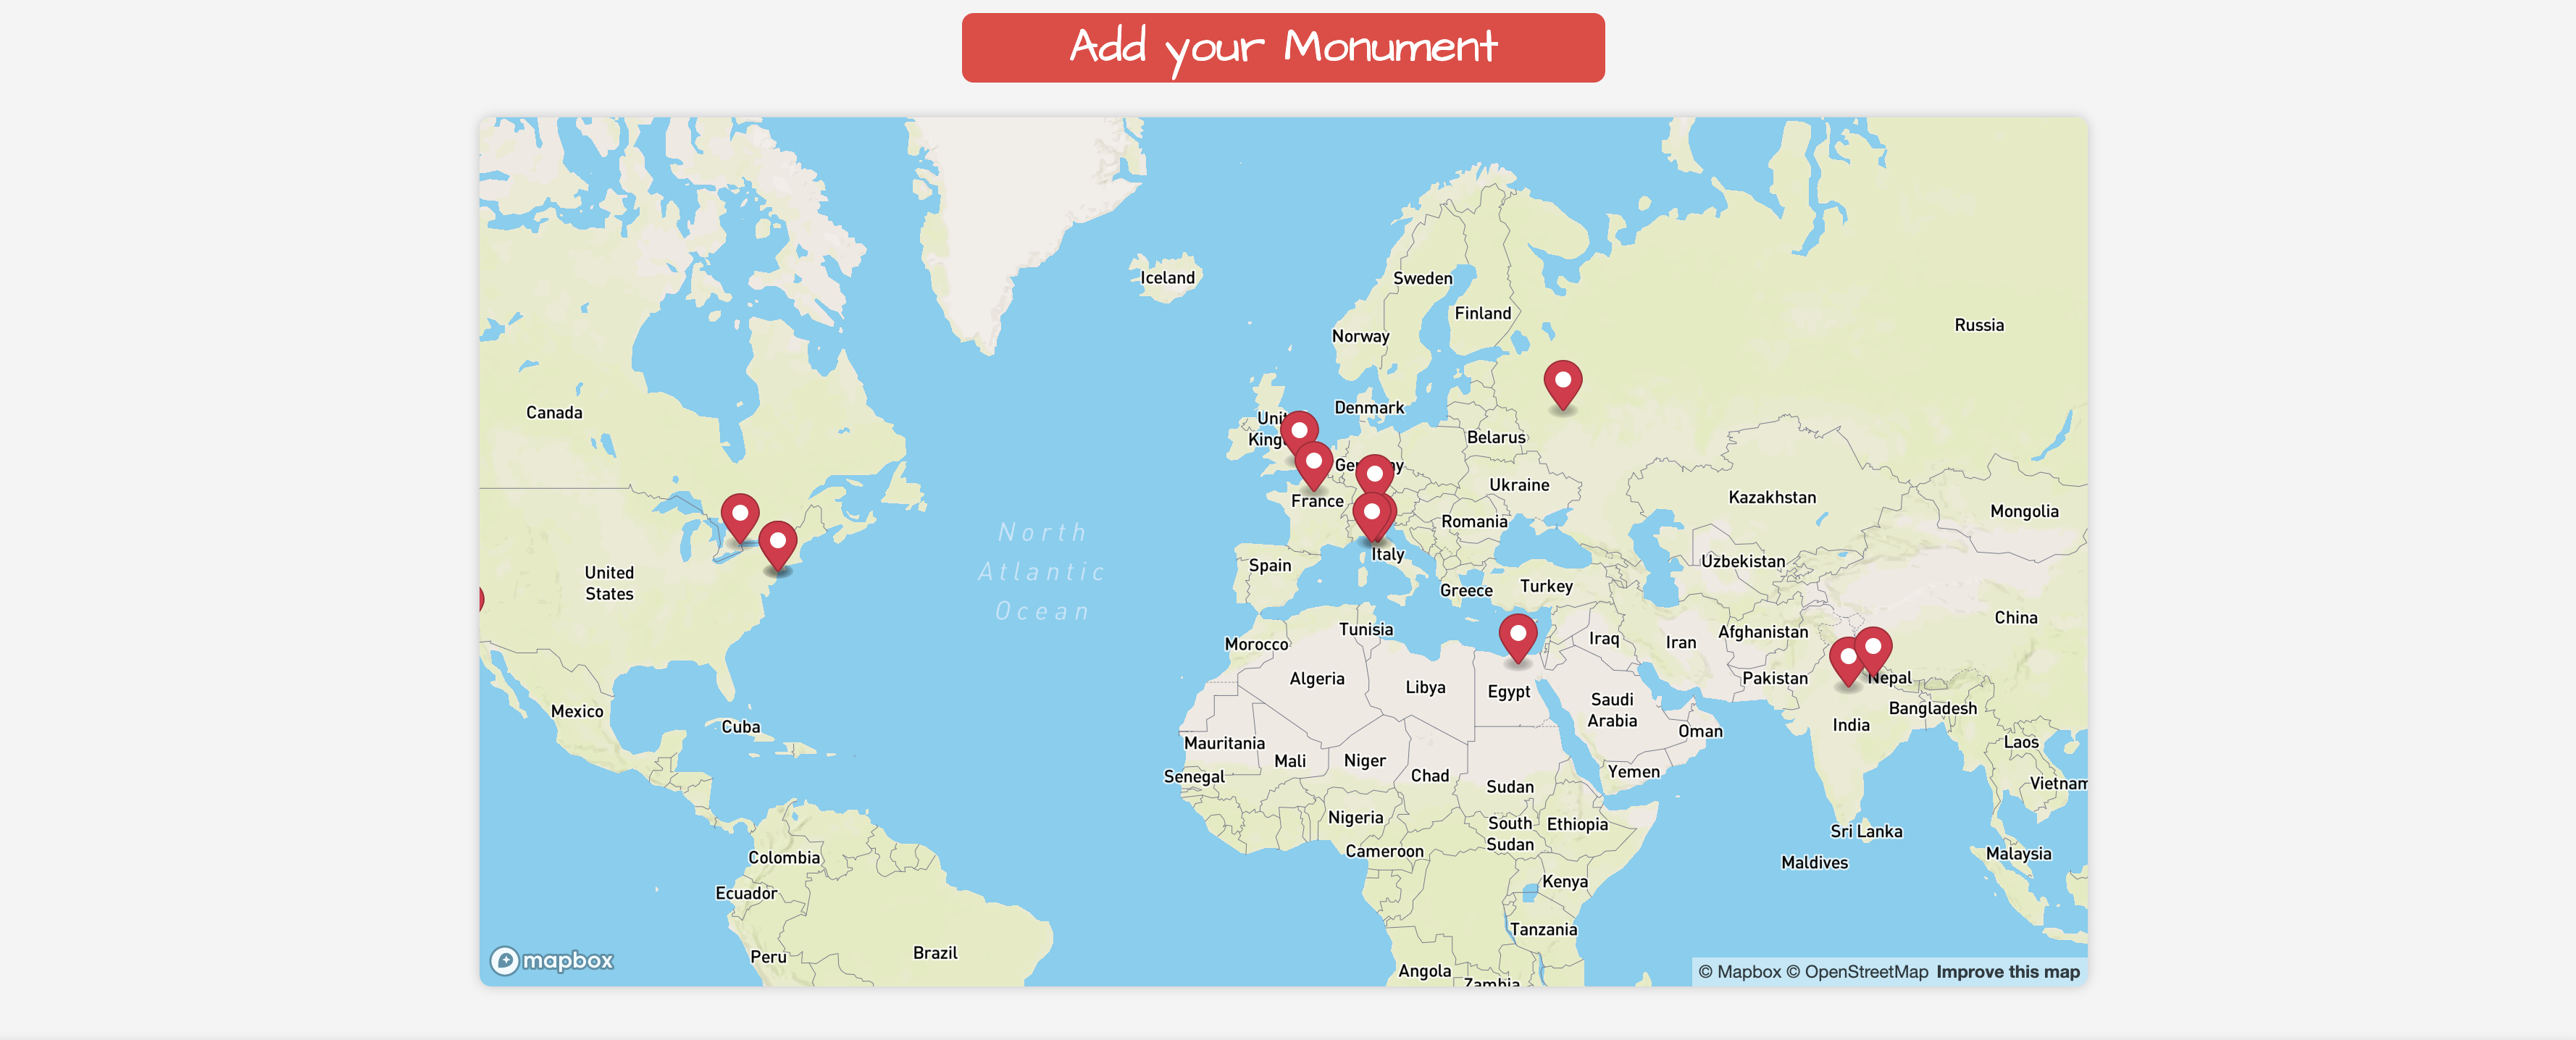 Add your Monument
Iceland
Sweden
Finland
Russia
Norway
Denmark
Canada
Belarus
Ukraine
Kazakhstan
Mongolia
France
Romania
Italy
Uzbekistan
United
States
Spain
Greece
Turkey
North
Atlantic
Ocean
China
Tunisia
Morocco
Iraq
Iran
Afghanistan
Algeria
Libya
Egypt
Pakistan
Nepal
Saudi
Arabia
Bangladesh
Mexico
Cuba
India
Oman
Mauritania
Mali
Niger
Chad
Laos
Senegal
Yemen
Sudan
Vietnam
Nigeria
South
Sudan
Ethiopia
Sri Lanka
Cameroon
Malaysia
Maldives
Colombia
Kenya
Ecuador
Tanzania
Brazil
Peru
Angola
Zambia
mapbox
© Mapbox © OpenStreetMap Improve this map